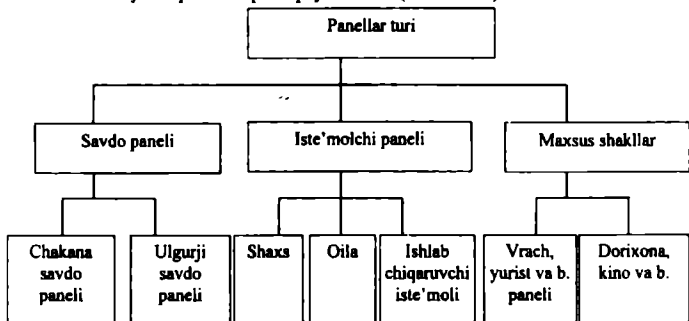 Panellar turi
Savdo paneli
Iste'molchi paneli
Maxsus shakllar
Chakana
savdo
paneli
Ulgurji
savdo
paneli
Shaxs
Oila
Ishlab
chiqaruvchi
iste'moli
Vrach,
yurist va b.
paneli
Dorixona,
kino va b.